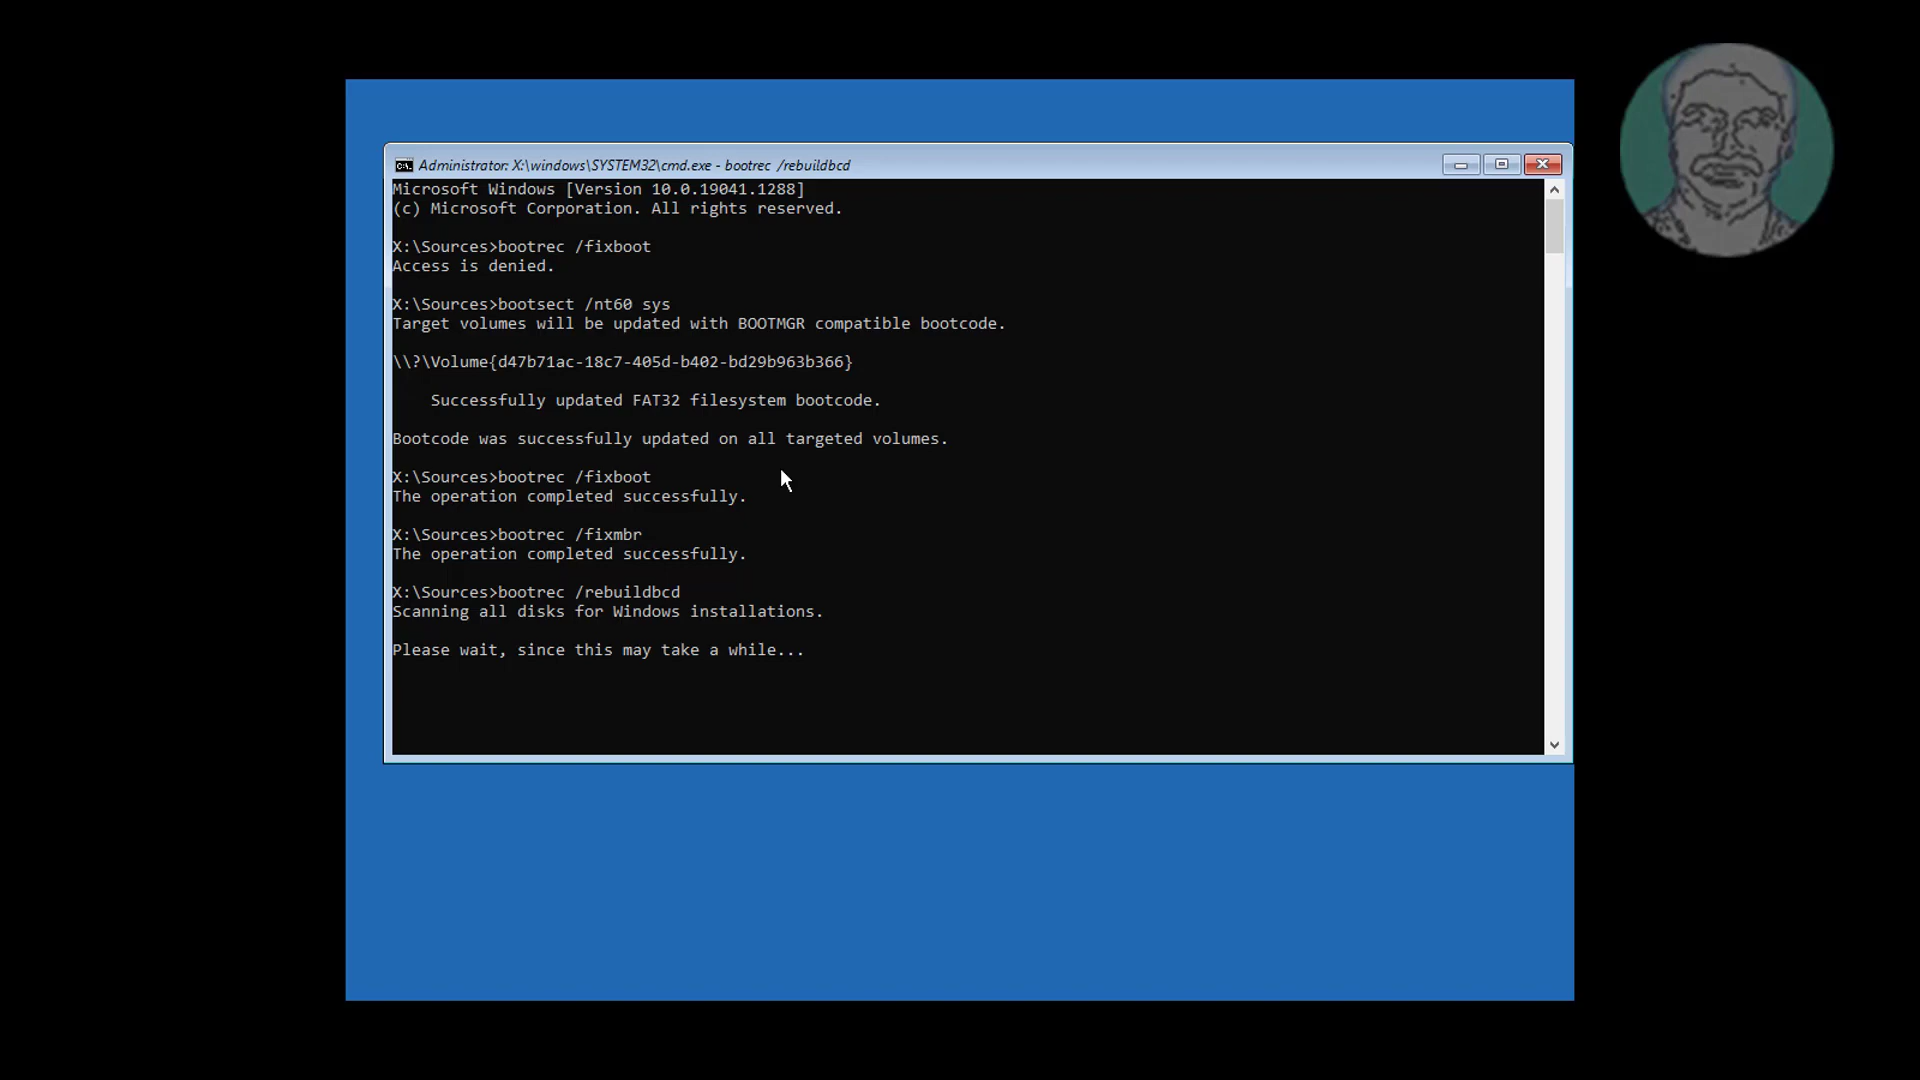 Administrator: X:\windows\SYSTEM32\cmd.exe - bootrec /rebuildbcd
Microsoft Windows [Version 10.0.19041.1288]
(c) Microsoft Corporation. All rights reserved.
X:\Sources>bootrec /fixboot
Access is denied.
X:\Sources>bootsect /nt60 sys
Target volumes will be updated with BOOTMGR compatible bootcode.
\\?\Volume{d47b71ac-18c7-405d-b402-bd29b963b366}
Successfully updated FAT32 filesystem bootcode.
Bootcode was successfully updated on all targeted volumes.
X:\Sources>bootrec /fixboot
The operation completed successfully.
X:\Sources>bootrec /fixmbr
The operation completed successfully.
X:\Sources>bootrec /rebuildbcd
Scanning all disks for Windows installations.
Please wait, since this may take a while...